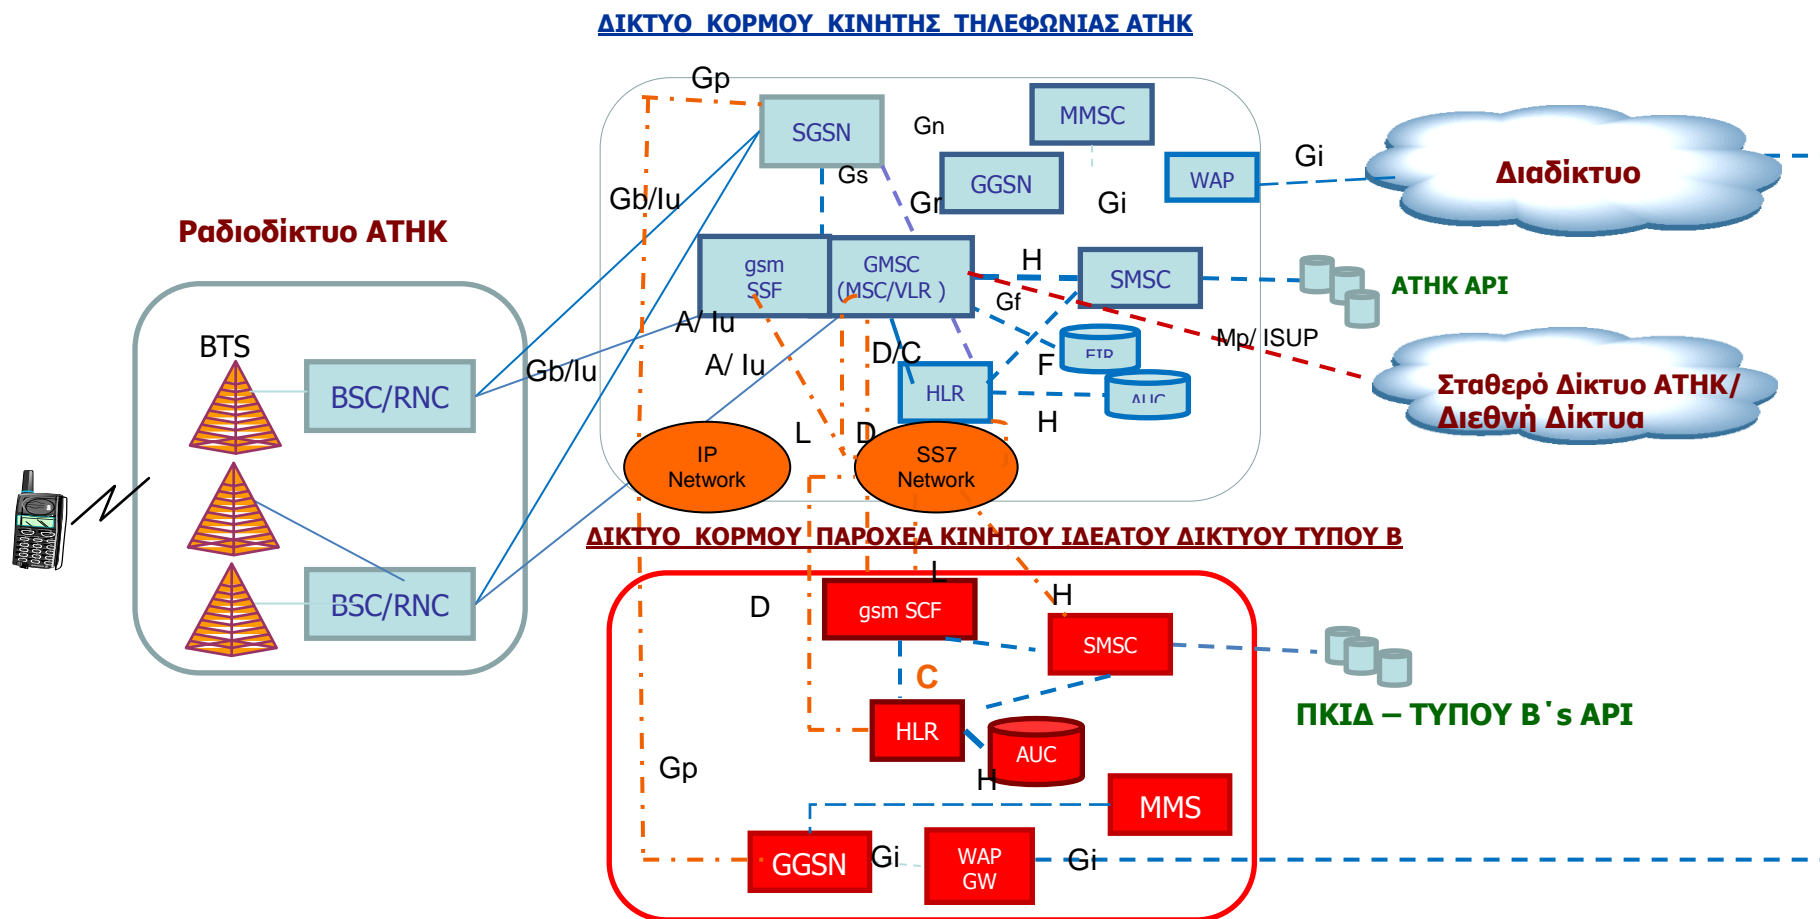 ΔΙΚΤΥΟ ΚΟΡΜΟΥ ΚΙΝΗΤΗΣ ΤΗΛΕΦΩΝΙΑΣ ΑΤΗΚ
Gp
SGSN
Gn
MMSC
Gs
GGSN
WAP
Gi
Διαδίκτυο
Gb/Iu
Gr
Gi
Ραδιοδίκτυο ΑΤΗΚ
gsm
SSF
GMSC
(MSC/VLR )
H
SMSC
ATHK API
Gf
A/ Iu
Mp/ ISUP
BTS
BSC/RNC
Gb/Iu
A/ Iu
D/C
F
EIR
HLR
AUC
H
Σταθερό Δίκτυο ΑΤΗΚ/
Διεθνή Δίκτυα
L
D
IP
Network
SS7
Network
ΔΙΚΤΥΟ ΚΟΡΜΟΥ ΠΑΡΟΧΕΑ ΚΙΝΗΤΟΥ ΙΔΕΑΤΟΥ ΔΙΚΤΥΟΥ ΤΥΠΟΥ Β
BSC/RNC
L
D
gsm SCF
H
SMSC
C
HLR
AUC
H
ΠΚΙΔ – ΤΥΠΟΥ Β΄s API
Gp
MMS
GGSN
Gi
WAP
GW
Gi